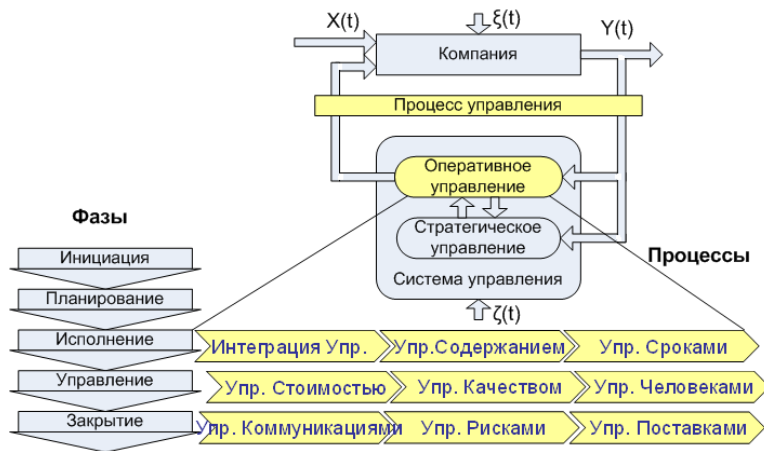 X(t)
ξ(t)
Y(t)
Компания
Процесс управления
Оперативное
управление
Стратегическое
управление
Система управления
ζ(t)
Фазы
Процессы
Инициация
Планирование
Исполнение
Управление
Закрытие
Интеграция Упр.
Упр.Содержанием
Упр. Сроками
Упр. Стоимостью
Упр. Качеством
Упр. Человеками
Упр. Коммуникациями
Упр. Рисками
Упр. Поставками